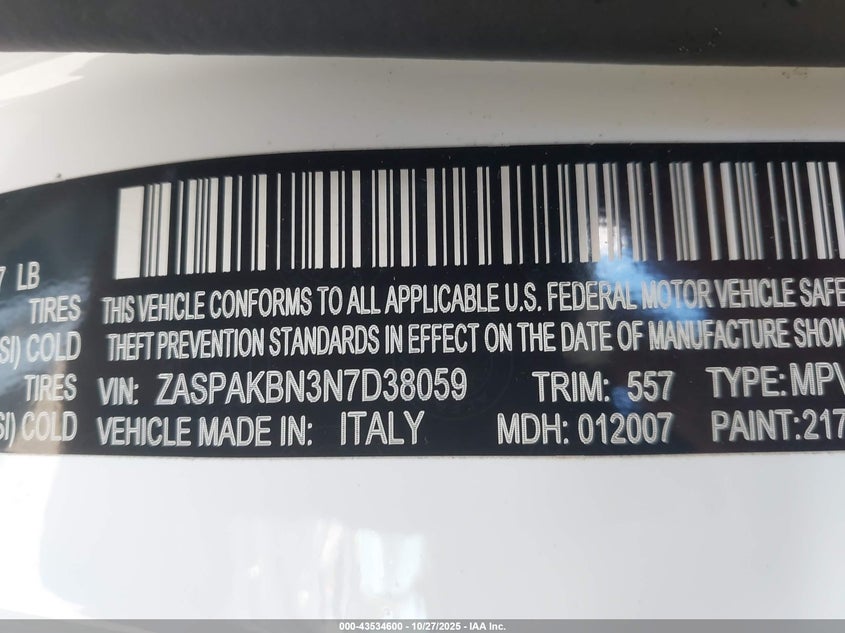 7 LB
TIRES THIS VEHICLE CONFORMS TO ALL APPLICABLE U.S. FEDERAL MOTOR VEHICLE SAFE
SI) COLD THEFT PREVENTION STANDARDS IN EFFECT ON THE DATE OF MANUFACTURE SHOW
TIRES VIN: ZASPAKBN3N7D38059 TRIM: 557 TYPE: MPV
SI) COLD VEHICLE MADE IN: ITALY MDH: 012007 PAINT: 217
000-43534600 - 10/27/2025 - IAA Inc.